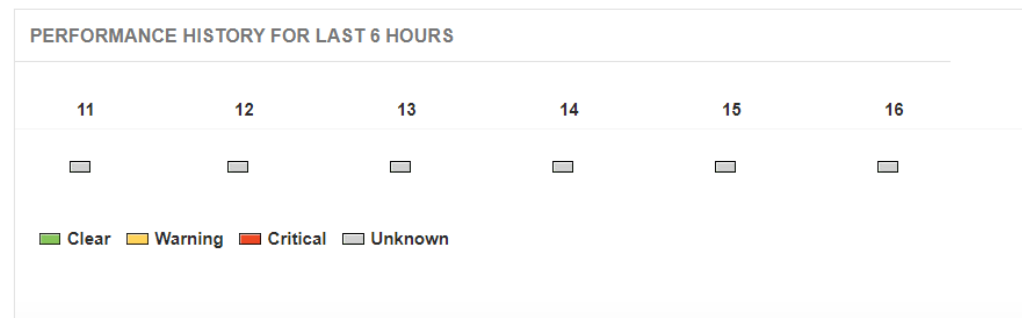 PERFORMANCE HISTORY FOR LAST 6 HOURS
11 12 13 14 15 16
Clear Warning Critical Unknown